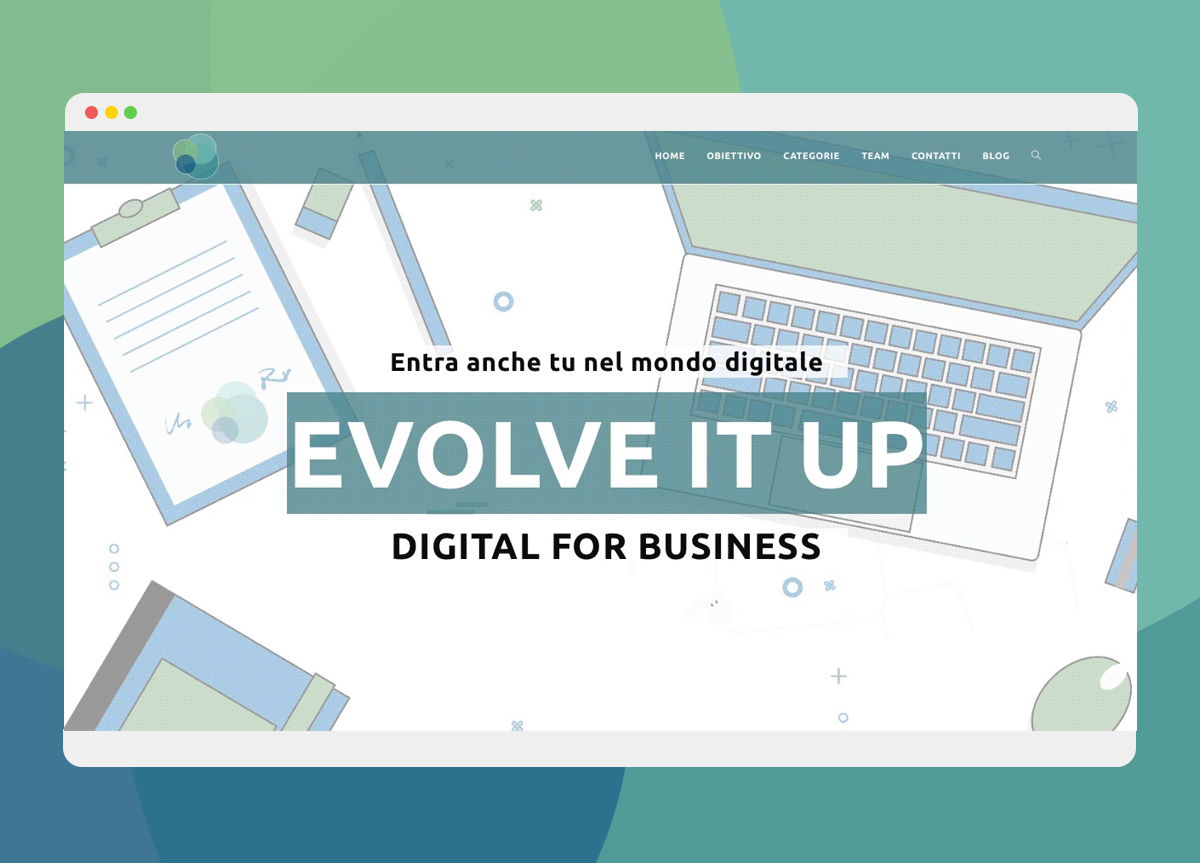 HOME OBIETTIVO CATEGORIE TEAM CONTATTI BLOG
Entra anche tu nel mondo digitale
EVOLVE IT UP
DIGITAL FOR BUSINESS